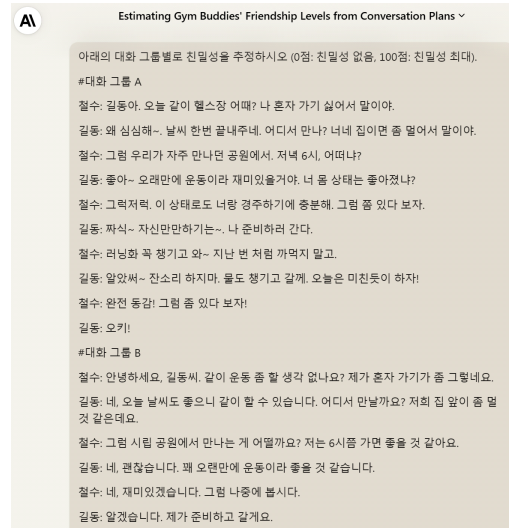 A\
Estimating Gym Buddies' Friendship Levels from Conversation Plans
아래의 대화 그룹별로 친밀성을 추정하시오 (0점: 친밀성 없음, 100점: 친밀성 최대).
#대화 그룹 A
철수: 길동아. 오늘 같이 헬스장 어때? 나 혼자 가기 싫어서 말이야.
길동: 왜 심심해~. 날씨 한번 끝내주네. 어디서 만나? 너네 집이면 좀 멀어서 말이야.
철수: 그럼 우리가 자주 만나던 공원에서. 저녁 6시, 어떠냐?
길동: 좋아~ 오래만에 운동이라 재미있을거야. 너 몸 상태는 좋아졌냐?
철수: 그럭저럭. 이 상태로도 너랑 경주하기에 충분해. 그럼 쫌 있다 보자.
길동: 짜식~ 자신만만하기는~. 나 준비하러 간다.
철수: 러닝화 꼭 챙기고 와~ 지난 번 처럼 까먹지 말고.
길동: 알았써~ 잔소리 하지마. 물도 챙기고 갈께. 오늘은 미친듯이 하자!
철수: 완전 동감! 그럼 좀 있다 보자!
길동: 오키!
#대화 그룹 B
철수: 안녕하세요, 길동씨. 같이 운동 좀 할 생각 없나요? 제가 혼자 가기가 좀 그렇네요.
길동: 네, 오늘 날씨도 좋으니 같이 할 수 있습니다. 어디서 만날까요? 저희 집 앞이 좀 멀
것 같은데요.
철수: 그럼 시립 공원에서 만나는 게 어떨까요? 저는 6시쯤 가면 좋을 것 같아요.
길동: 네, 괜찮습니다. 꽤 오랜만에 운동이라 좋을 것 같습니다.
철수: 네, 재미있겠습니다. 그럼 나중에 봅시다.
길동: 알겠습니다. 제가 준비하고 갈게요.